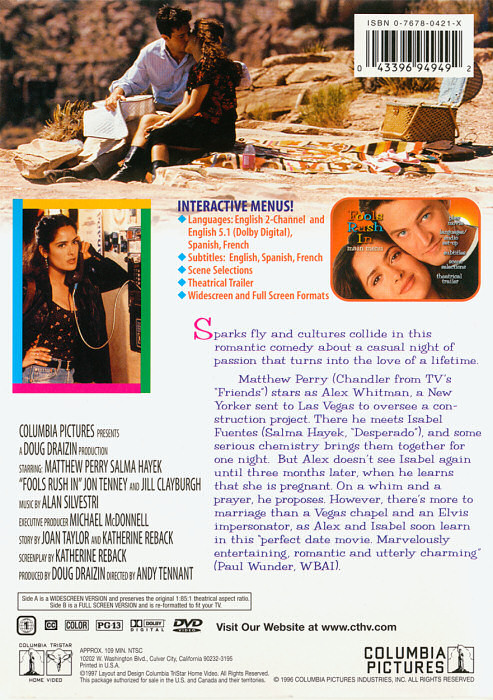 ISBN 0-7678-0421-X
0 43396 94949 2
INTERACTIVE MENUS!
Languages: English 2-Channel and
English 5.1 (Dolby Digital),
Spanish, French
Subtitles: English, Spanish, French
Scene Selections
Theatrical Trailer
Widescreen and Full Screen Formats
Fools
Rush
In
main menu
languages/
audio
set-up
subtitles
scene
selections
theatrical
trailer
Sparks fly and cultures collide in this
romantic comedy about a casual night of
passion that turns into the love of a lifetime.
Matthew Perry (Chandler from TV's
"Friends") stars as Alex Whitman, a New
Yorker sent to Las Vegas to oversee a con-
struction project. There he meets Isabel
Fuentes (Salma Hayek, "Desperado"), and some
serious chemistry brings them together for
one night. But Alex doesn't see Isabel again
until three months later, when he learns
that she is pregnant. On a whim and a
prayer, he proposes. However, there's more to
marriage than a Vegas chapel and an Elvis
impersonator, as Alex and Isabel soon learn
in this "perfect date movie. Marvelously
entertaining, romantic and utterly charming"
(Paul Wunder, WBAI).
COLUMBIA PICTURES PRESENTS
A DOUG DRAIZIN PRODUCTION
STARRING MATTHEW PERRY SALMA HAYEK
"FOOLS RUSH IN" JON TENNEY AND JILL CLAYBURGH
MUSIC BY ALAN SILVESTRI
EXECUTIVE PRODUCER MICHAEL McDONNELL
STORY BY JOAN TAYLOR AND KATHERINE REBACK
SCREENPLAY BY KATHERINE REBACK
PRODUCED BY DOUG DRAIZIN DIRECTED BY ANDY TENNANT
Side A is a WIDESCREEN VERSION and preserves the original 1:85:1 theatrical aspect ratio.
Side B is a FULL SCREEN VERSION and is re-formatted to fit your TV.
1 CC COLOR PG-13 DOLBY DIGITAL DVD VIDEO Visit Our Website at www.cthv.com
COLUMBIA TRISTAR
HOME VIDEO
APPROX. 109 MIN. NTSC
10202 W. Washington Blvd., Culver City, California 90232-3195
Printed in U.S.A.
©1997 Layout and Design Columbia TriStar Home Video. All Rights Reserved.
This package authorized for sale in the U.S. and Canada and their territories.
COLUMBIA
PICTURES
© 1996 COLUMBIA PICTURES INDUSTRIES, INC. ALL RIGHTS RESERVED.